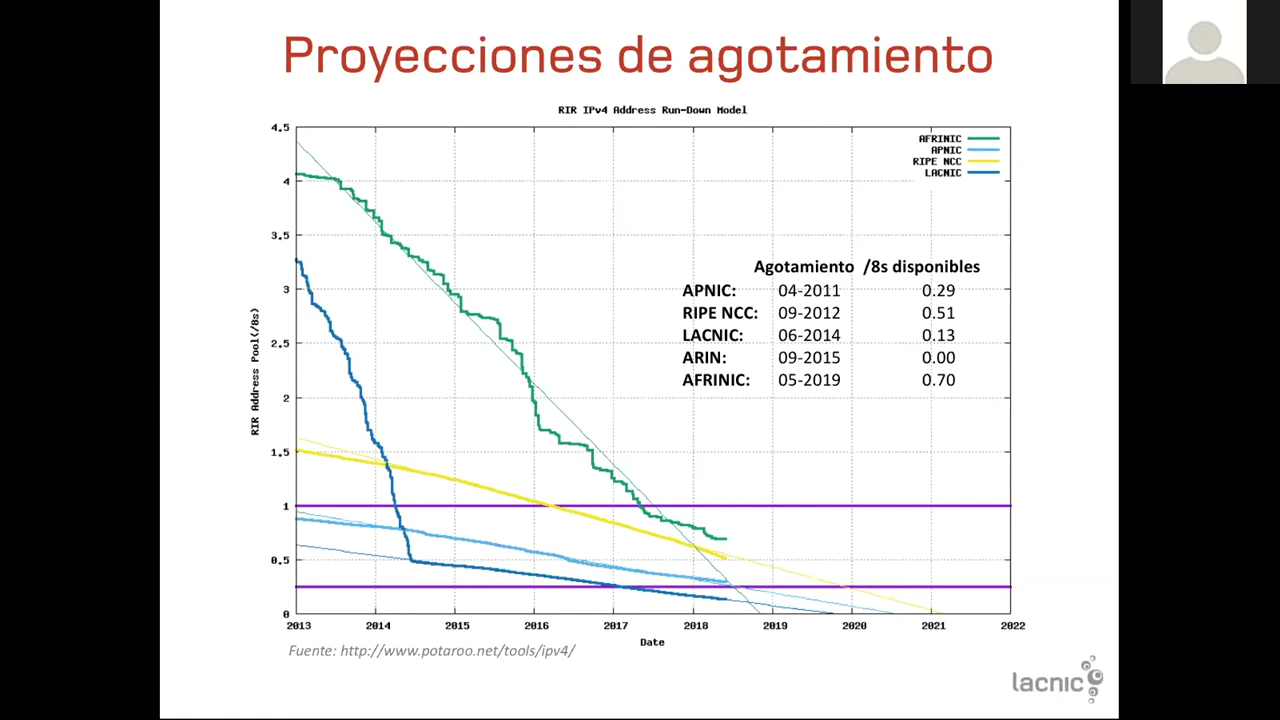 Proyecciones de agotamiento
RIR IPv4 Address Run-Down Model
4.5
4
3.5
3
2.5
2
1.5
1
0.5
0
RIR Address Pool(/8s)
AFRINIC
APNIC
RIPE NCC
LACNIC
Agotamiento /8s disponibles
APNIC: 04-2011 0.29
RIPE NCC: 09-2012 0.51
LACNIC: 06-2014 0.13
ARIN: 09-2015 0.00
AFRINIC: 05-2019 0.70
2013 2014 2015 2016 2017 2018 2019 2020 2021 2022
Date
Fuente: http://www.potaroo.net/tools/ipv4/
lacnic